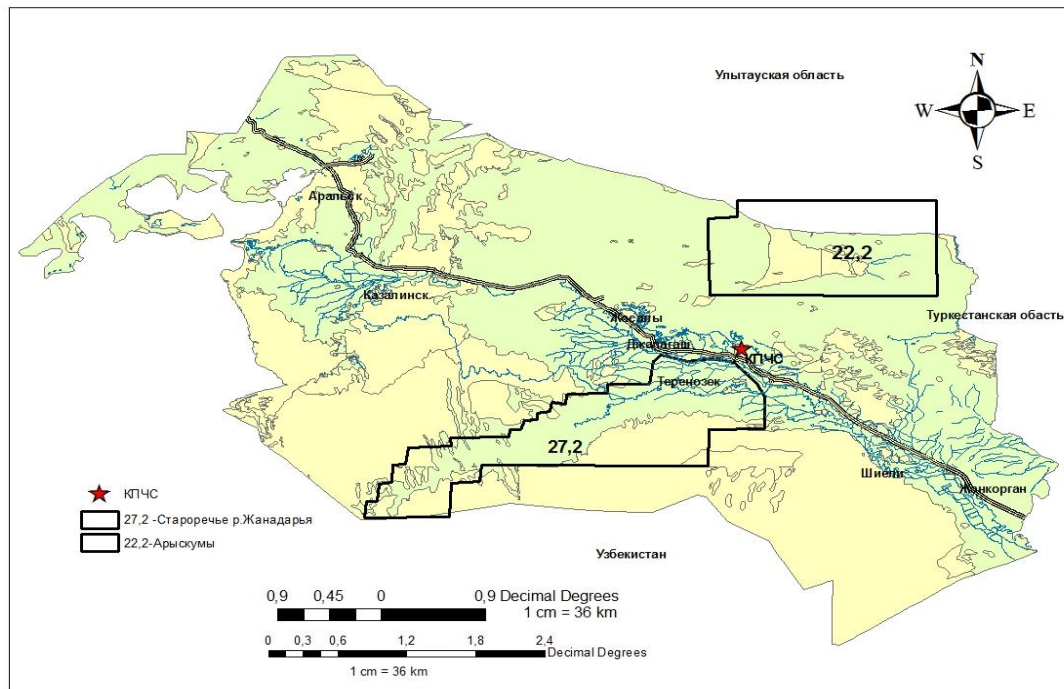 Улытауская область
N
W
E
S
Аральск
22,2
Казалинск
Туркестанская обасть
Жосалы
Джалагаш
КПЧС
Теренозек
27,2
Шиели
Жанкорган
КПЧС
27,2 -Староречье р.Жанадарья
22,2-Арыскумы
Узбекистан
0,9 0,45 0 0,9 Decimal Degrees
1 cm = 36 km
0 0,3 0,6 1,2 1,8 2,4
Decimal Degrees
1 cm = 36 km